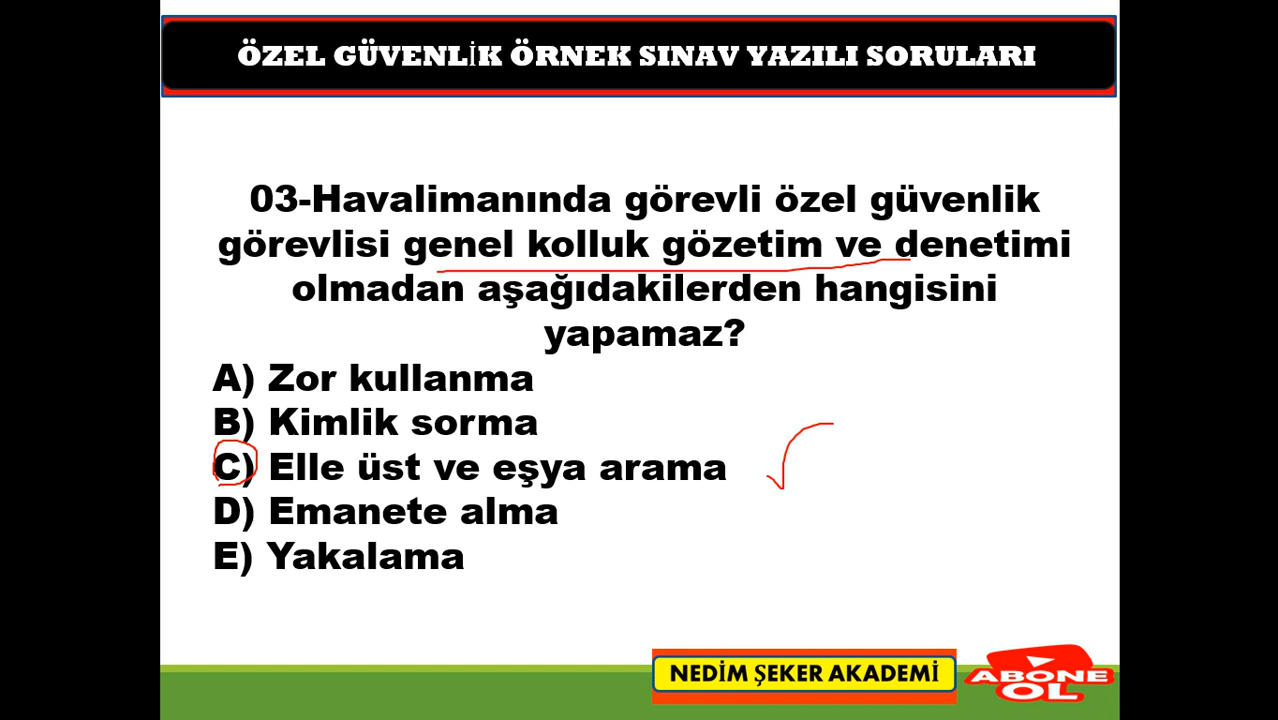 ÖZEL GÜVENLİK ÖRNEK SINAV YAZILI SORULARI
03-Havalimanında görevli özel güvenlik
görevlisi genel kolluk gözetim ve denetimi
olmadan aşağıdakilerden hangisini
yapamaz?
A) Zor kullanma
B) Kimlik sorma
C) Elle üst ve eşya arama
D) Emanete alma
E) Yakalama
NEDİM ŞEKER AKADEMİ
ABONE
OL